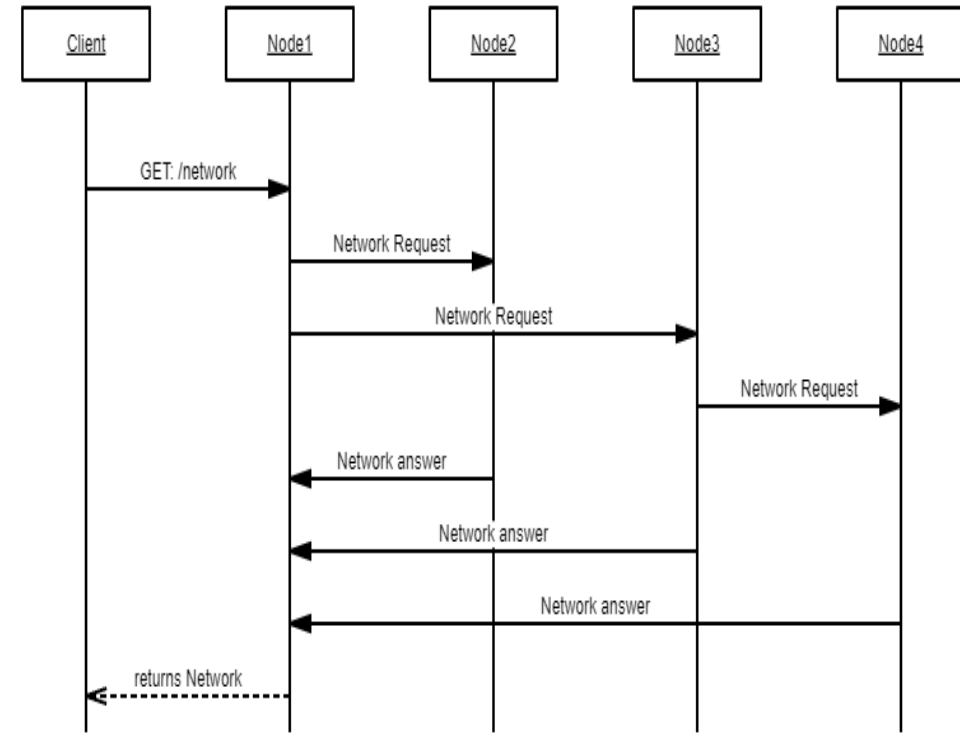 Client
Node1
Node2
Node3
Node4
GET: /network
Network Request
Network Request
Network Request
Network answer
Network answer
Network answer
returns Network